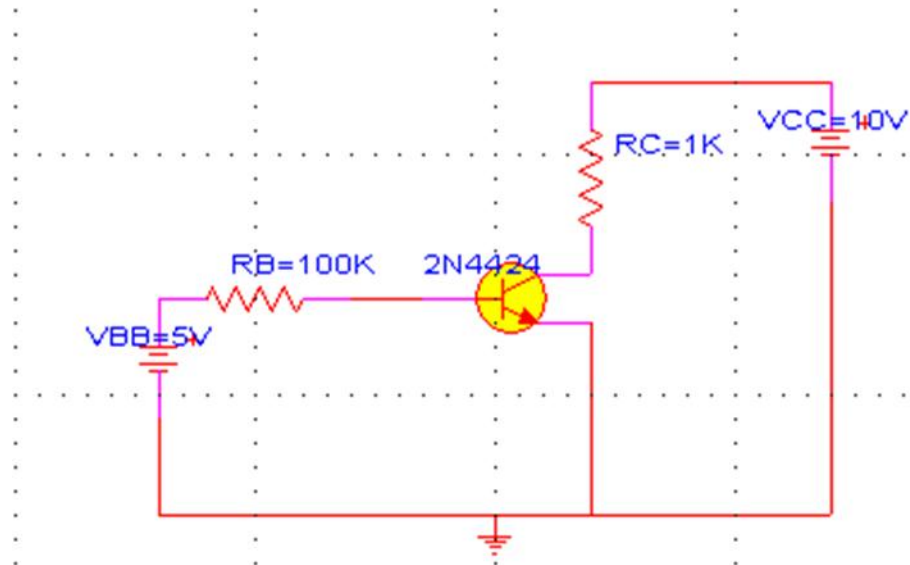 VCC=10V
RC=1K
RB=100K
2N4424
VBB=5V